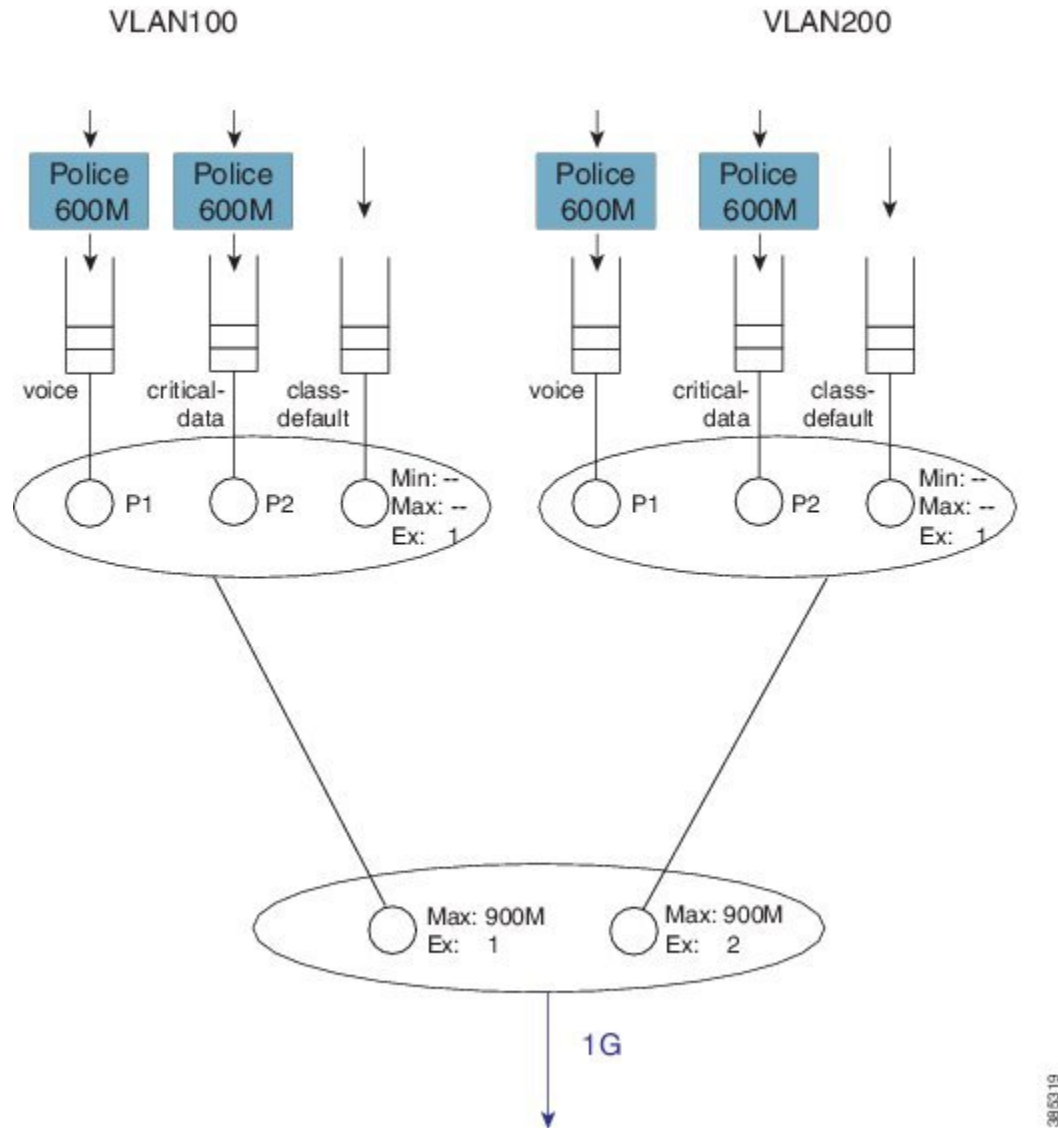 VLAN100
VLAN200
Police
600M
Police
600M
Police
600M
Police
600M
voice
critical-
data
class-
default
voice
critical-
data
class-
default
P1
P2
Min: --
Max: --
Ex: 1
P1
P2
Min: --
Max: --
Ex: 1
Max: 900M
Ex: 1
Max: 900M
Ex: 2
1G
385319